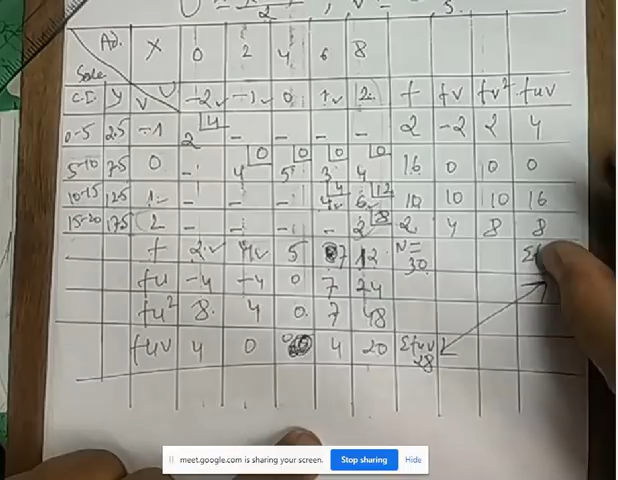 Ad. X 0 2 4 6 8
Sale
C.I. y v U -2 -1 0 1 2 f fv fv² fuv
0-5 2.5 -1 2 4 - - - - 2 -2 2 4
5-10 7.5 0 - 4 0 5 0 3 0 4 0 16 0 0 0
10-15 12.5 1 - - - 4 4 6 12 10 10 10 16
15-20 17.5 2 - - - - 2 8 2 4 8 8
f 2 4 5 7 12 N=
30
fu -4 -4 0 7 24
fu² 8 4 0 7 48
fuv 4 0 0 4 20 Σfuv
28
meet.google.com is sharing your screen. Stop sharing Hide